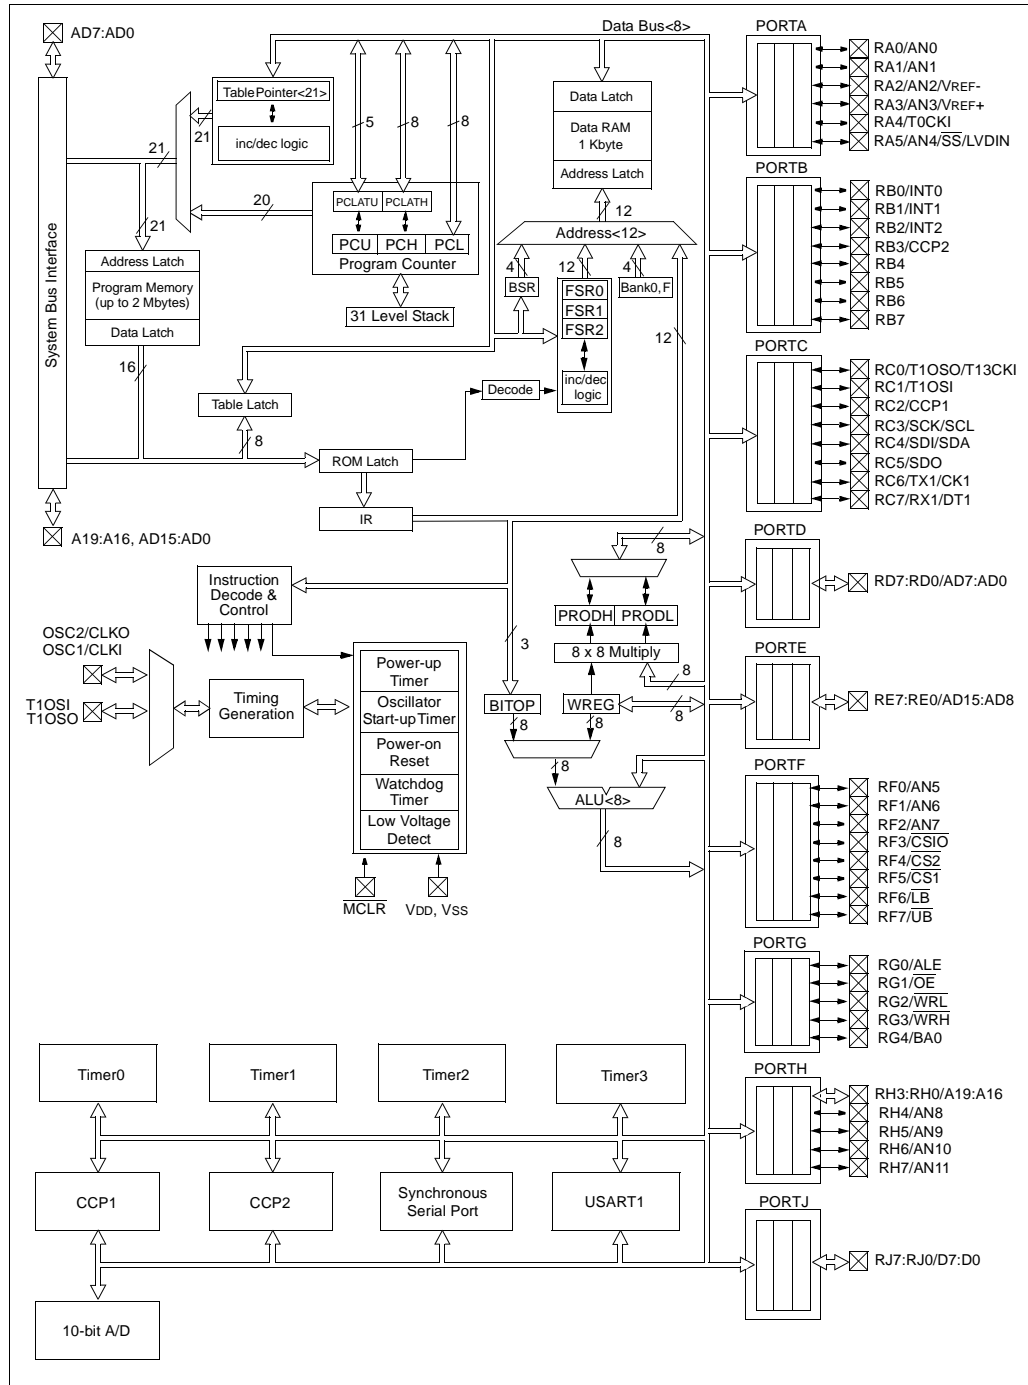 Data Bus<8>
AD7:AD0
System Bus Interface
A19:A16, AD15:AD0
Table Pointer<21>
inc/dec logic
21
21
21
20
5
8
8
PCLATU PCLATH
PCU PCH PCL
Program Counter
31 Level Stack
Address Latch
Program Memory
(up to 2 Mbytes)
Data Latch
16
Table Latch
8
ROM Latch
IR
Decode
Data Latch
Data RAM
1 Kbyte
Address Latch
12
Address<12>
4
12
4
BSR
FSR0
FSR1
FSR2
inc/dec
logic
Bank0, F
12
Instruction
Decode &
Control
OSC2/CLKO
OSC1/CLKI
T1OSI
T1OSO
Timing
Generation
Power-up
Timer
Oscillator
Start-up Timer
Power-on
Reset
Watchdog
Timer
Low Voltage
Detect
M̅C̅L̅R̅
VDD, VSS
8
PRODH PRODL
8 x 8 Multiply
3
8
BITOP
WREG
8
8
8
8
ALU<8>
8
Timer0
Timer1
Timer2
Timer3
CCP1
CCP2
Synchronous
Serial Port
USART1
10-bit A/D
PORTA
RA0/AN0
RA1/AN1
RA2/AN2/VREF-
RA3/AN3/VREF+
RA4/T0CKI
RA5/AN4/S̅S̅/LVDIN
PORTB
RB0/INT0
RB1/INT1
RB2/INT2
RB3/CCP2
RB4
RB5
RB6
RB7
PORTC
RC0/T1OSO/T13CKI
RC1/T1OSI
RC2/CCP1
RC3/SCK/SCL
RC4/SDI/SDA
RC5/SDO
RC6/TX1/CK1
RC7/RX1/DT1
PORTD
RD7:RD0/AD7:AD0
PORTE
RE7:RE0/AD15:AD8
PORTF
RF0/AN5
RF1/AN6
RF2/AN7
RF3/C̅S̅I̅O̅
RF4/C̅S̅2̅
RF5/C̅S̅1̅
RF6/L̅B̅
RF7/U̅B̅
PORTG
RG0/ALE
RG1/O̅E̅
RG2/W̅R̅L̅
RG3/W̅R̅H̅
RG4/BA0
PORTH
RH3:RH0/A19:A16
RH4/AN8
RH5/AN9
RH6/AN10
RH7/AN11
PORTJ
RJ7:RJ0/D7:D0